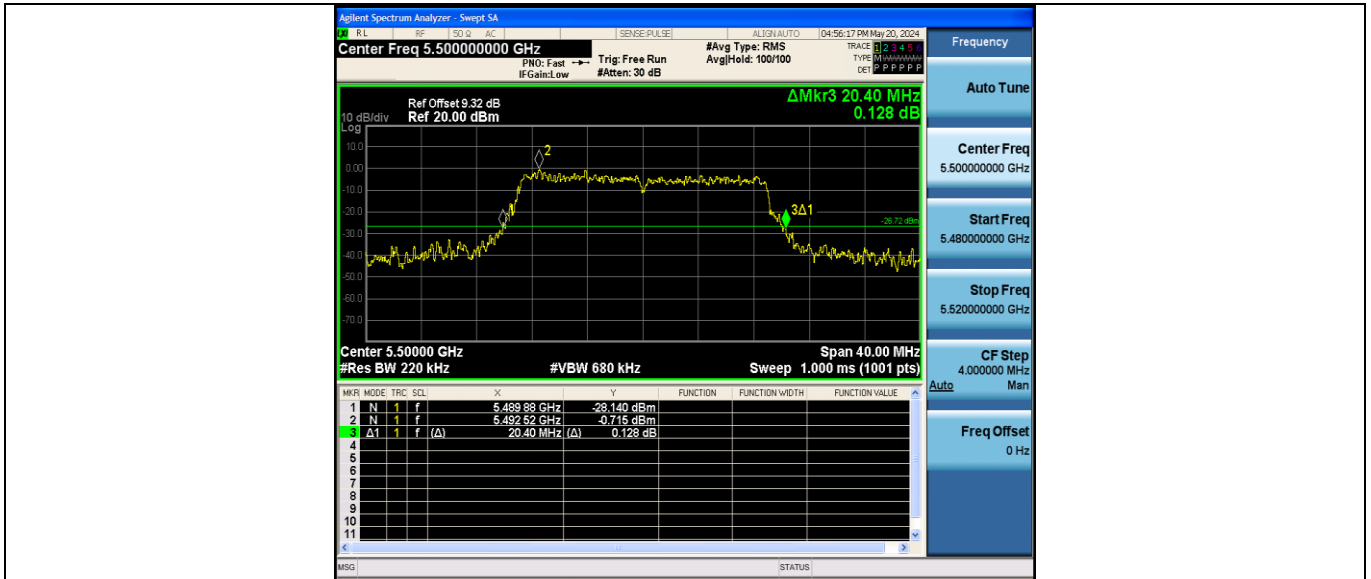 Agilent Spectrum Analyzer - Swept SA
LXI RL RF 50 Ω AC SENSE:PULSE ALIGNAUTO 04:56:17 PM May 20, 2024
Center Freq 5.500000000 GHz
PNO: Fast
IFGain:Low
Trig: Free Run
#Atten: 30 dB
#Avg Type: RMS
Avg|Hold: 100/100
TRACE 1 2 3 4 5 6
TYPE M WWWWW
DET P P P P P P
Ref Offset 9.32 dB
Ref 20.00 dBm
10 dB/div
Log
ΔMkr3 20.40 MHz
0.128 dB
10.0
0.00
-10.0
-20.0
-30.0
-40.0
-50.0
-60.0
-70.0
2
3Δ1
-26.72 dBm
Center 5.50000 GHz Span 40.00 MHz
#Res BW 220 kHz #VBW 680 kHz Sweep 1.000 ms (1001 pts)
MKR MODE TRC SCL X Y FUNCTION FUNCTION WIDTH FUNCTION VALUE
1 N 1 f 5.489 88 GHz -28.140 dBm
2 N 1 f 5.492 52 GHz -0.715 dBm
3 Δ1 1 f (Δ) 20.40 MHz (Δ) 0.128 dB
4
5
6
7
8
9
10
11
MSG STATUS
Frequency
Auto Tune
Center Freq
5.500000000 GHz
Start Freq
5.480000000 GHz
Stop Freq
5.520000000 GHz
CF Step
4.000000 MHz
Auto Man
Freq Offset
0 Hz